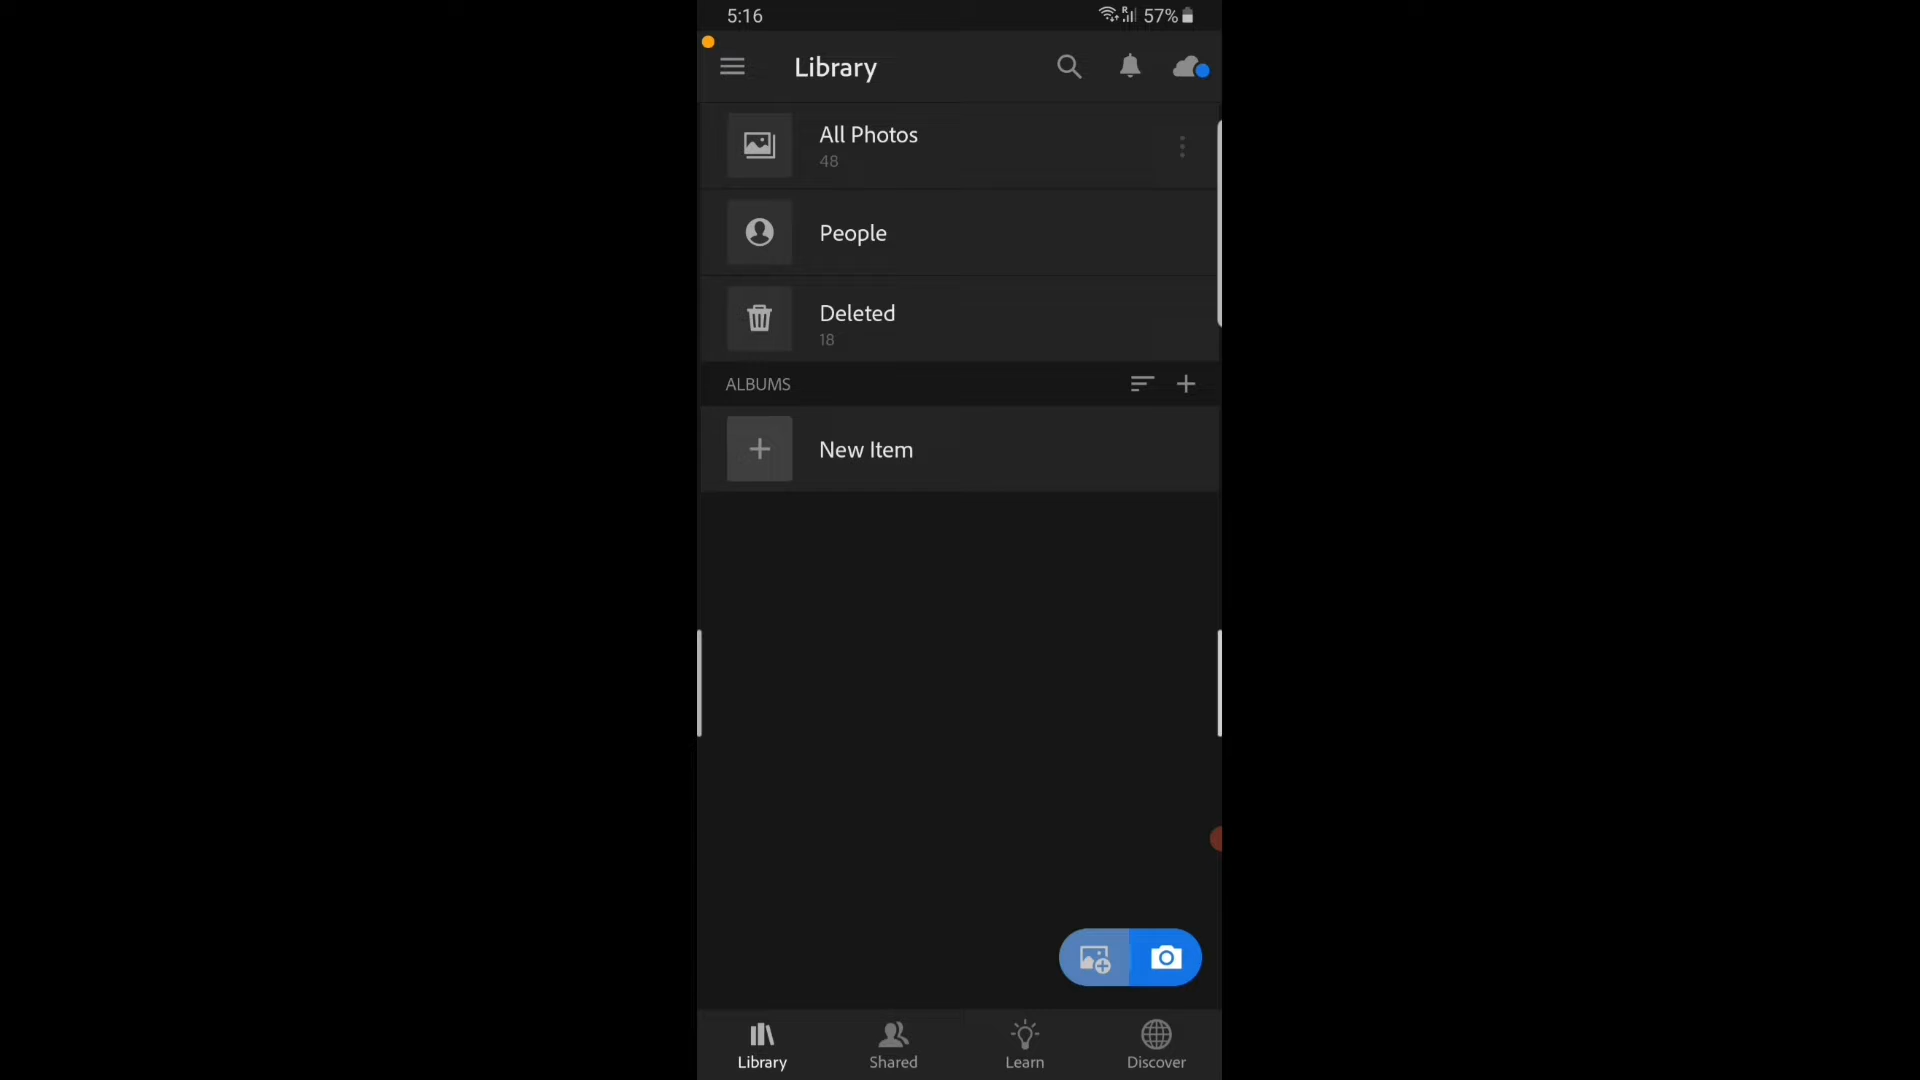 5:16
R 57%
Library
All Photos
48
People
Deleted
18
ALBUMS
New Item
Library
Shared
Learn
Discover